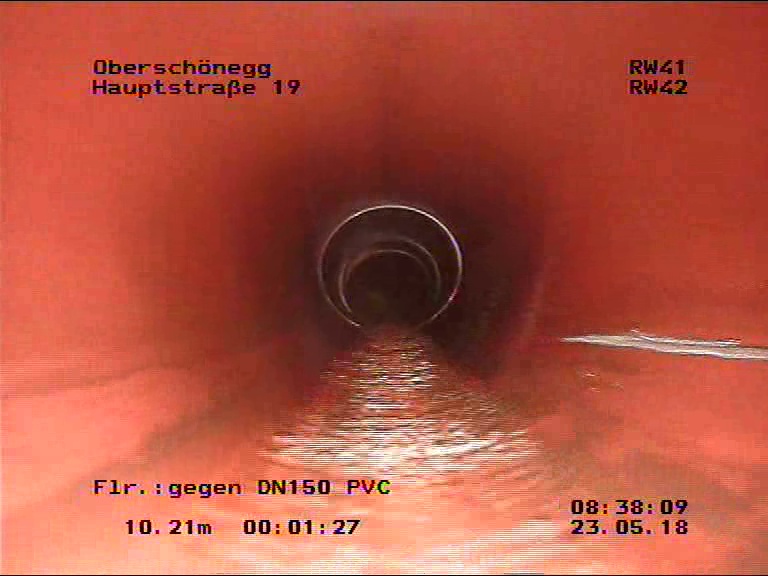 Oberschönegg
Hauptstraße 19
RW41
RW42
Flr.:gegen DN150 PVC
10.21m 00:01:27
08:38:09
23.05.18